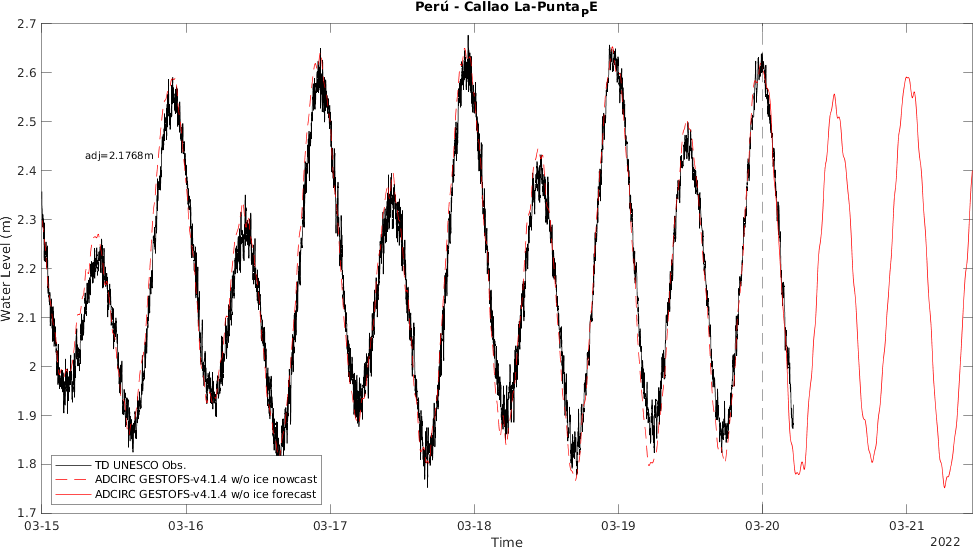 Perú - Callao La-Punta_PE
2.7
2.6
2.5
adj=2.1768m
2.4
2.3
Water Level (m)
2.2
2.1
2
1.9
1.8
TD UNESCO Obs.
ADCIRC GESTOFS-v4.1.4 w/o ice nowcast
ADCIRC GESTOFS-v4.1.4 w/o ice forecast
1.7
03-15 03-16 03-17 03-18 03-19 03-20 03-21
Time
2022